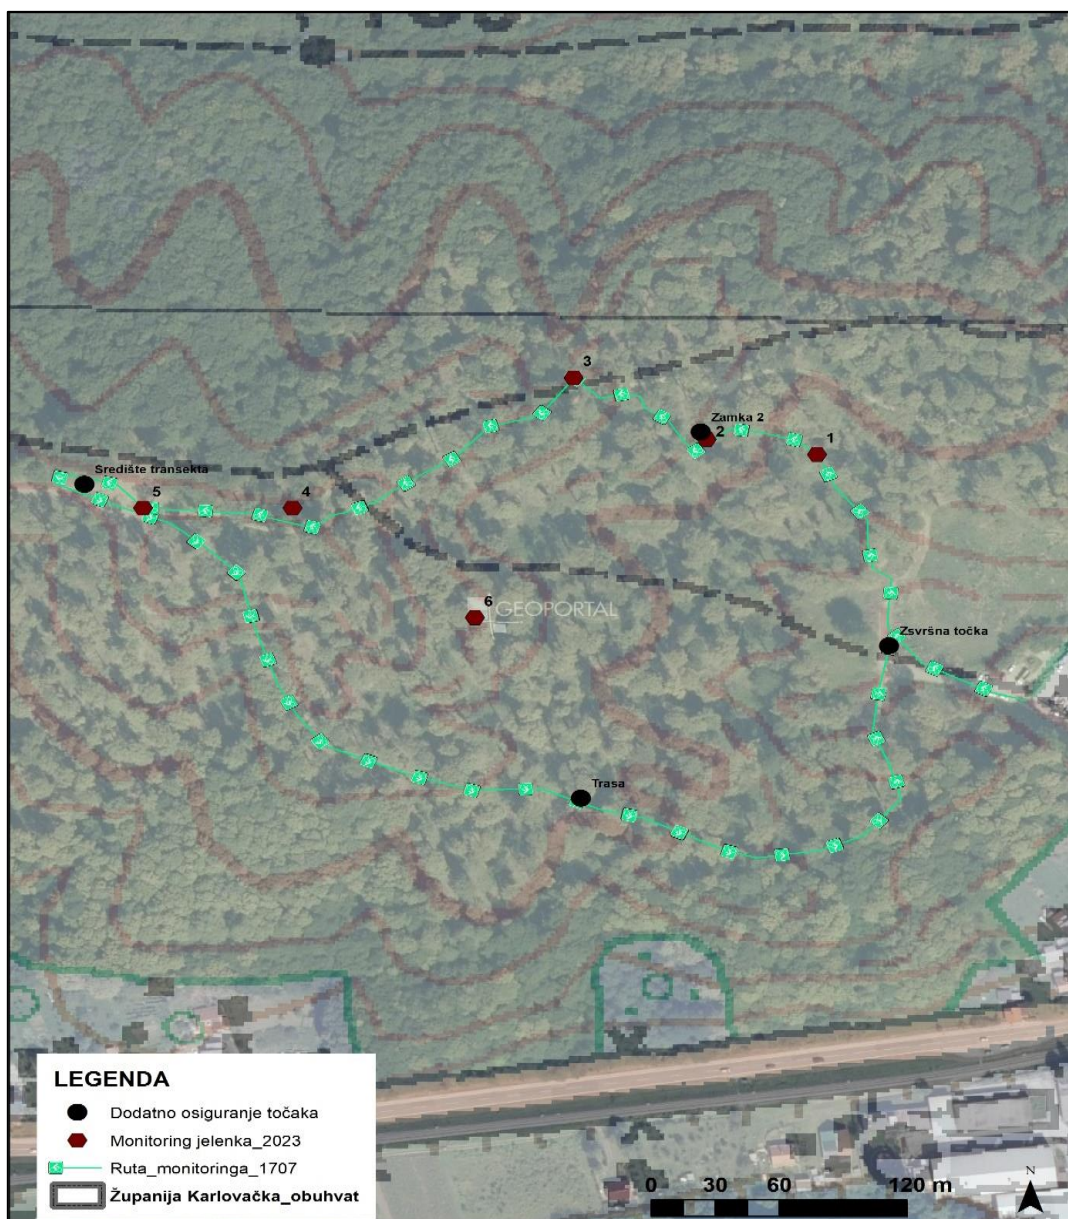 3
Zamka 2
2
1
Središte transekta
5
4
6
GEOPORTAL
Zsvršna točka
Trasa
LEGENDA
Dodatno osiguranje točaka
Monitoring jelenka_2023
Ruta_monitoringa_1707
Županija Karlovačka_obuhvat
0 30 60 120 m
N